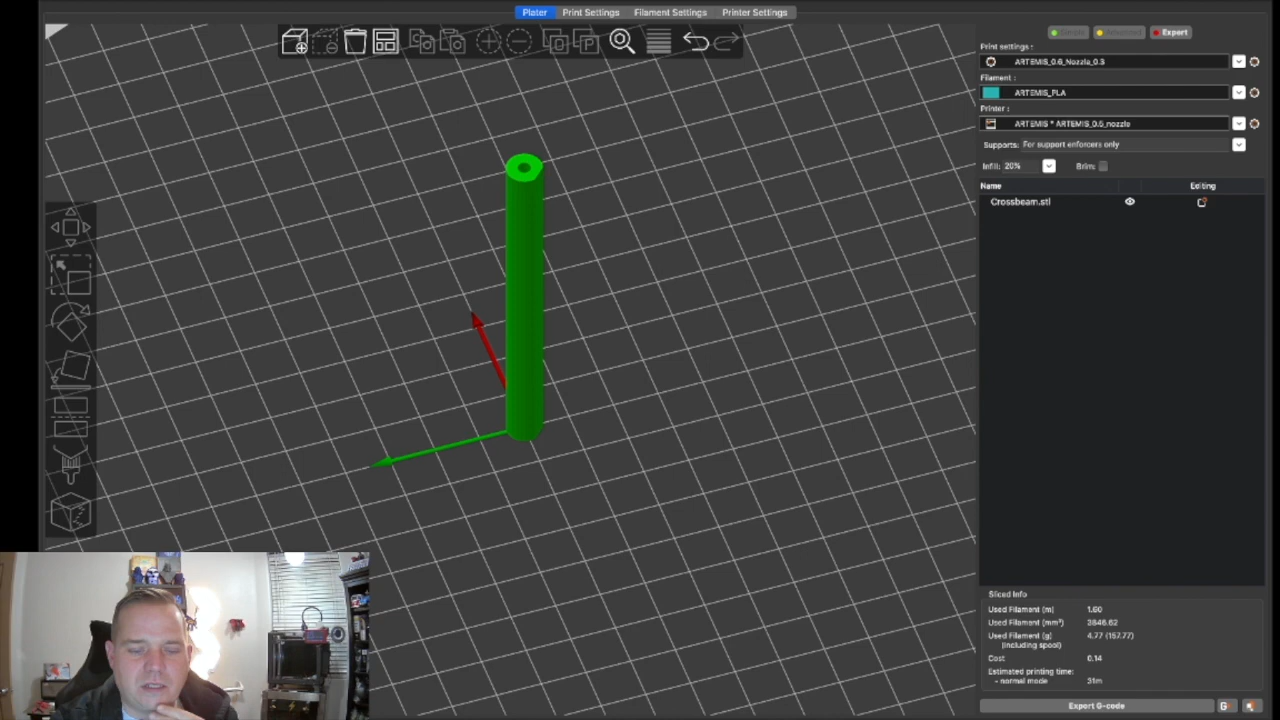 Plater Print Settings Filament Settings Printer Settings
Expert
Print settings :
ARTEMIS_0.6_Nozzle_0.3
Filament :
ARTEMIS_PLA
Printer :
ARTEMIS * ARTEMIS_0.6_nozzle
Supports: For support enforcers only
Infill: 20% Brim:
Name Editing
Crossbeam.stl
Sliced Info
Used Filament (m) 1.60
Used Filament (mm³) 3846.62
Used Filament (g) 4.77 (157.77)
(including spool)
Cost 0.14
Estimated printing time:
- normal mode 31m
Export G-code
G